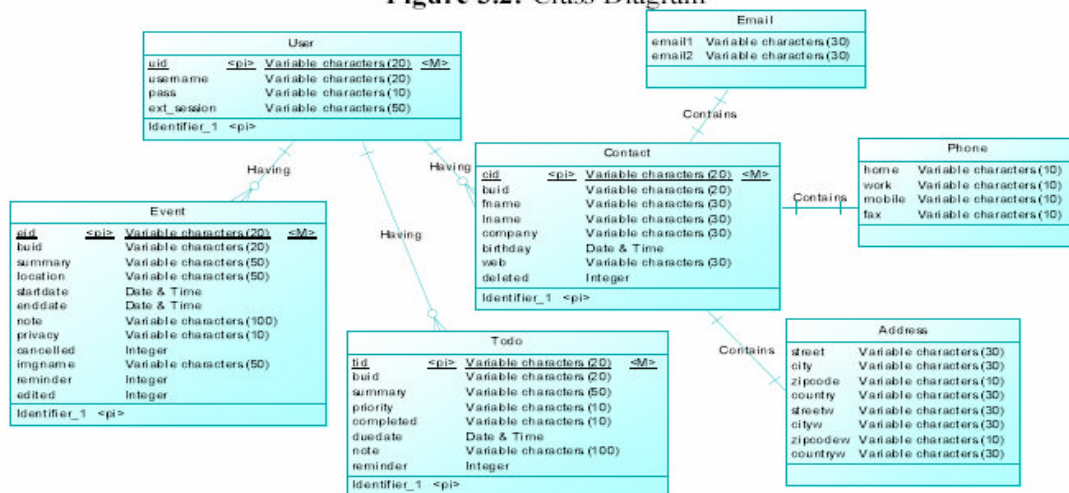 Figure 3.2: Class Diagram
User
uid <pi> Variable characters (20) <M>
username Variable characters (20)
pass Variable characters (10)
ext_session Variable characters (50)
Identifier_1 <pi>
Email
email1 Variable characters (30)
email2 Variable characters (30)
Contains
Having
Having
Contact
cid <pi> Variable characters (20) <M>
buid Variable characters (20)
fname Variable characters (30)
lname Variable characters (30)
company Variable characters (30)
birthday Date & Time
web Variable characters (30)
deleted Integer
Identifier_1 <pi>
Contains
Phone
home Variable characters (10)
work Variable characters (10)
mobile Variable characters (10)
fax Variable characters (10)
Event
eid <pi> Variable characters (20) <M>
buid Variable characters (20)
summary Variable characters (50)
location Variable characters (50)
startdate Date & Time
enddate Date & Time
note Variable characters (100)
privacy Variable characters (10)
cancelled Integer
imgname Variable characters (50)
reminder Integer
edited Integer
Identifier_1 <pi>
Having
Todo
tid <pi> Variable characters (20) <M>
buid Variable characters (20)
summary Variable characters (50)
priority Variable characters (10)
completed Variable characters (10)
duedate Date & Time
note Variable characters (100)
reminder Integer
Identifier_1 <pi>
Contains
Address
street Variable characters (30)
city Variable characters (30)
zipcode Variable characters (10)
country Variable characters (30)
streetw Variable characters (30)
cityw Variable characters (30)
zipcodew Variable characters (10)
countryw Variable characters (30)